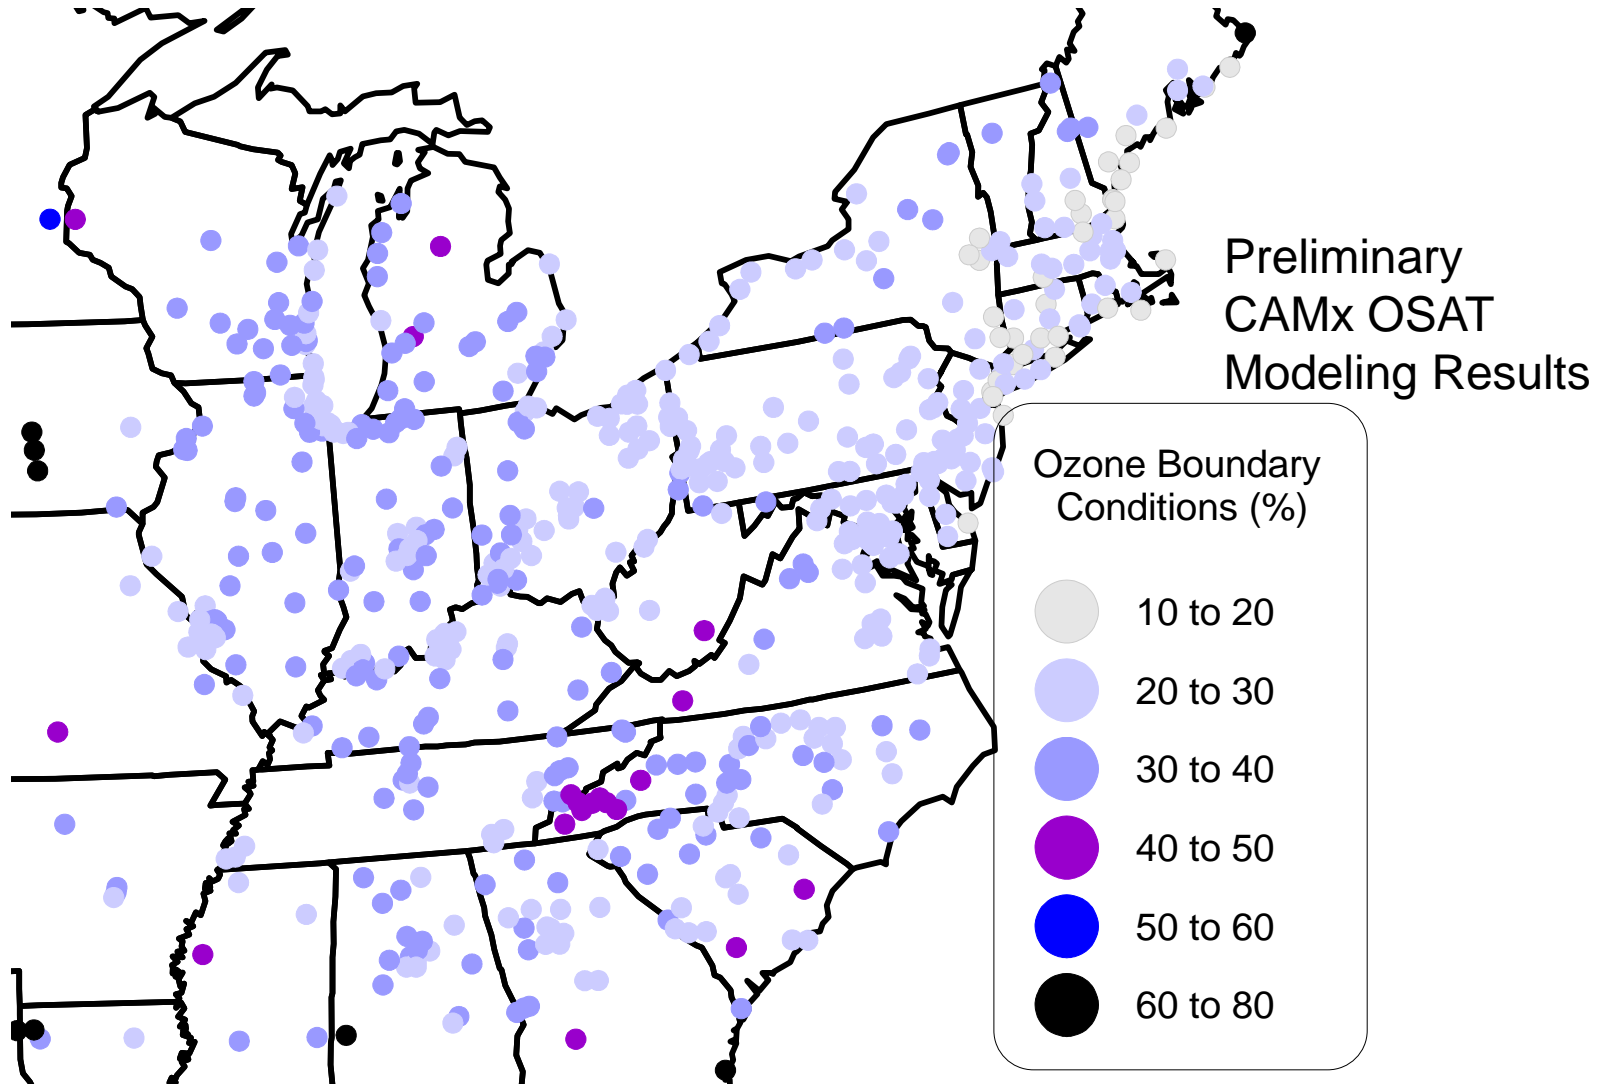 Preliminary
CAMx OSAT
Modeling Results
Ozone Boundary
Conditions (%)
10 to 20
20 to 30
30 to 40
40 to 50
50 to 60
60 to 80